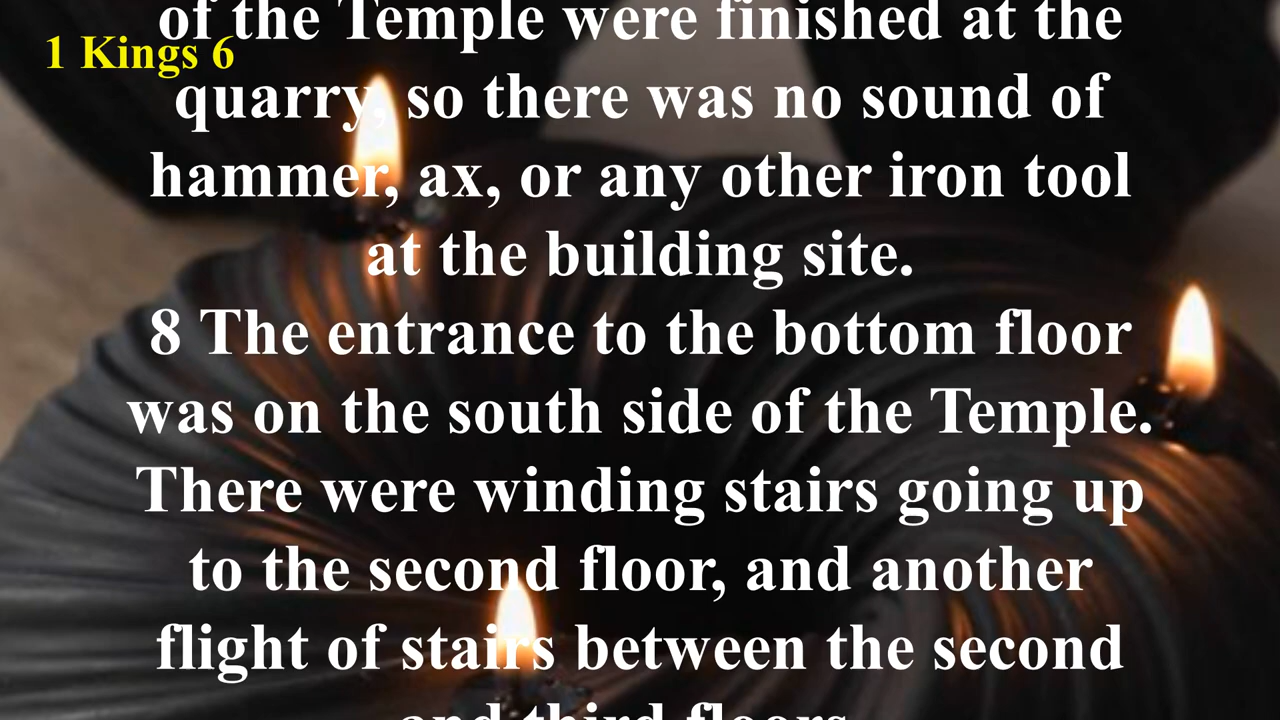 of the Temple were finished at the
1 Kings 6
quarry, so there was no sound of
hammer, ax, or any other iron tool
at the building site.
8 The entrance to the bottom floor
was on the south side of the Temple.
There were winding stairs going up
to the second floor, and another
flight of stairs between the second
and third floors.